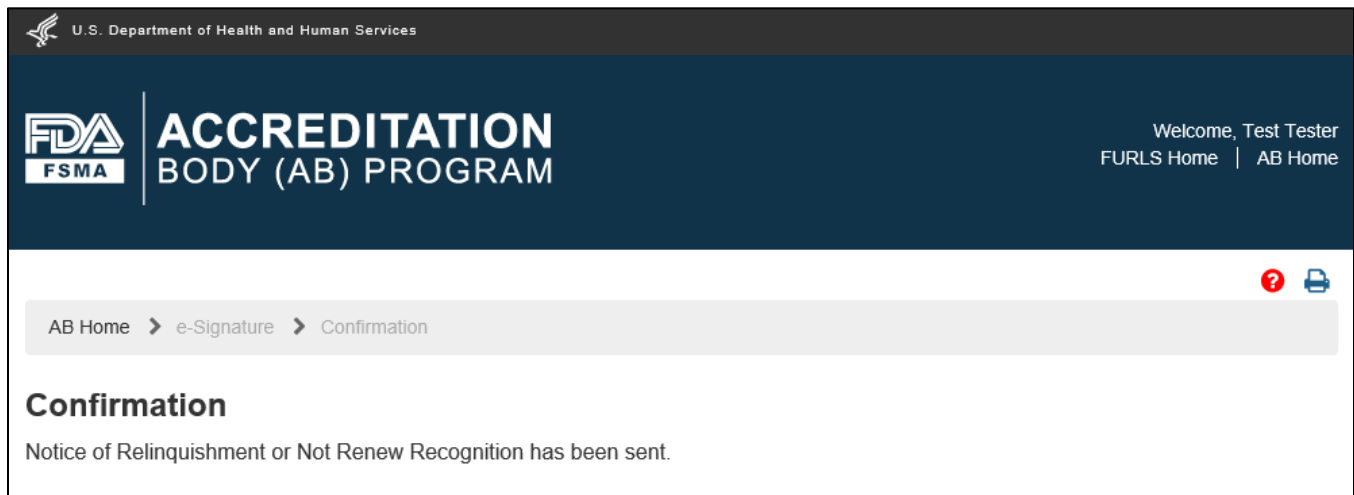 U.S. Department of Health and Human Services
FDA
FSMA
ACCREDITATION
BODY (AB) PROGRAM
Welcome, Test Tester
FURLS Home | AB Home
?
AB Home > e-Signature > Confirmation
Confirmation
Notice of Relinquishment or Not Renew Recognition has been sent.